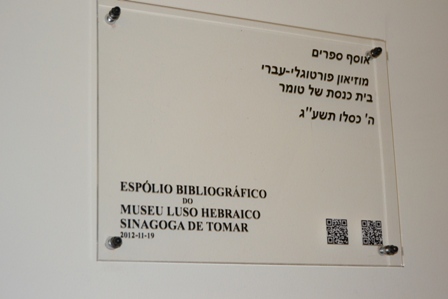 אוסף ספרים
מוזיאון פורטוגלי-עברי
בית כנסת של טומר
ה' כסלו תשע"ג
ESPÓLIO BIBLIOGRÁFICO
DO
MUSEU LUSO HEBRAICO
SINAGOGA DE TOMAR
2012-11-19